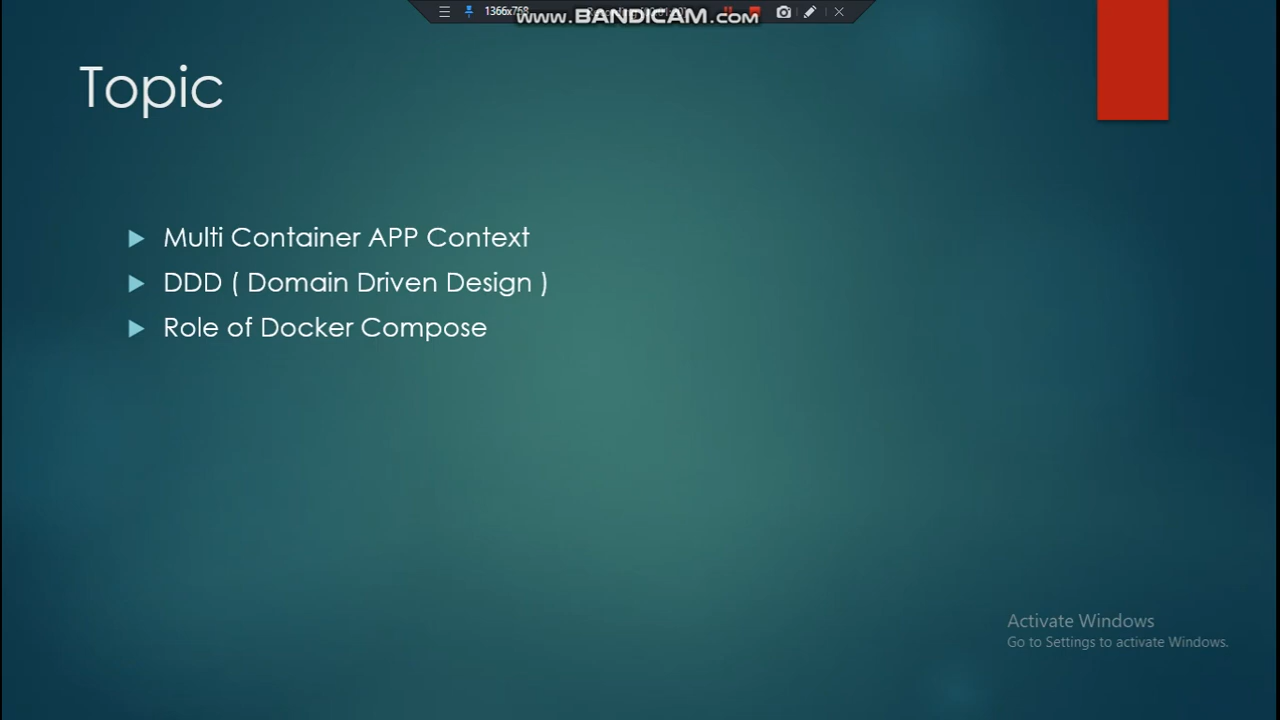 1366x768
www.BANDICAM.com
Topic
Multi Container APP Context
DDD ( Domain Driven Design )
Role of Docker Compose
Activate Windows
Go to Settings to activate Windows.